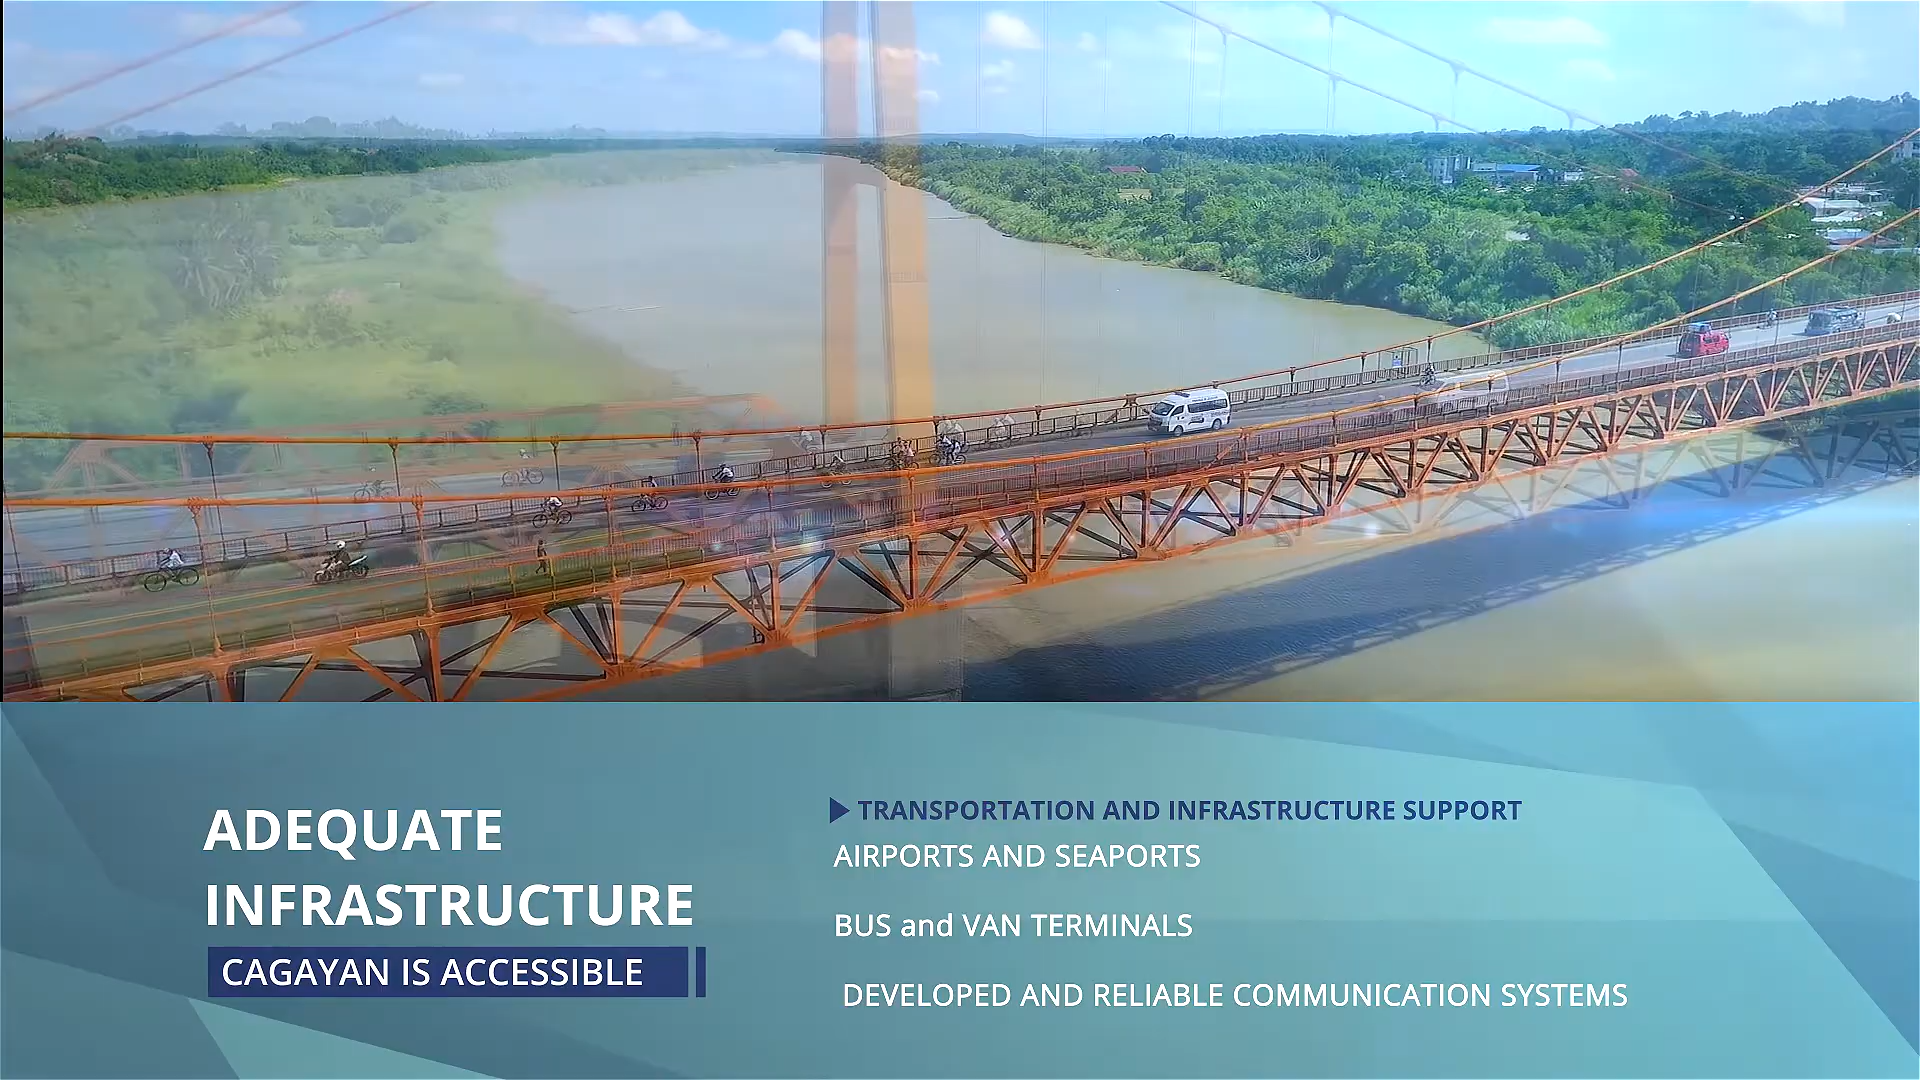 ADEQUATE
INFRASTRUCTURE
CAGAYAN IS ACCESSIBLE
TRANSPORTATION AND INFRASTRUCTURE SUPPORT
AIRPORTS AND SEAPORTS
BUS and VAN TERMINALS
DEVELOPED AND RELIABLE COMMUNICATION SYSTEMS